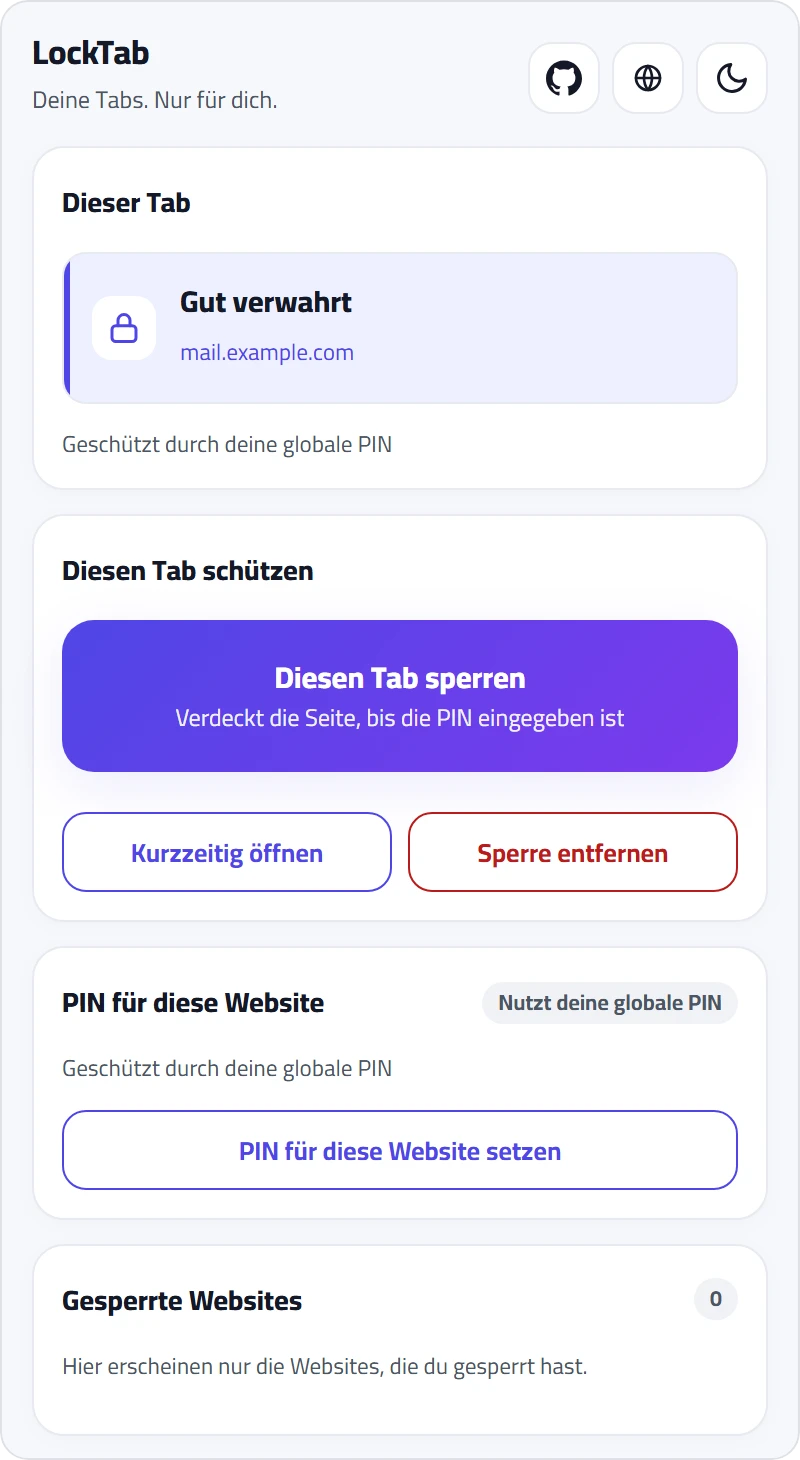 LockTab
Deine Tabs. Nur für dich.
Dieser Tab
Gut verwahrt
mail.example.com
Geschützt durch deine globale PIN
Diesen Tab schützen
Diesen Tab sperren
Verdeckt die Seite, bis die PIN eingegeben ist
Kurzzeitig öffnen
Sperre entfernen
PIN für diese Website
Nutzt deine globale PIN
Geschützt durch deine globale PIN
PIN für diese Website setzen
Gesperrte Websites
0
Hier erscheinen nur die Websites, die du gesperrt hast.